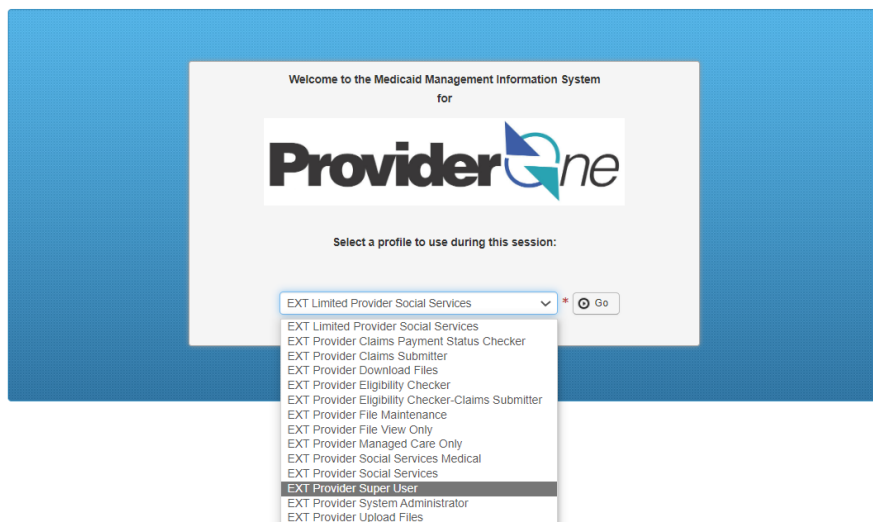 Welcome to the Medicaid Management Information System
for
ProviderOne
Select a profile to use during this session:
EXT Limited Provider Social Services
* Go
EXT Limited Provider Social Services
EXT Provider Claims Payment Status Checker
EXT Provider Claims Submitter
EXT Provider Download Files
EXT Provider Eligibility Checker
EXT Provider Eligibility Checker-Claims Submitter
EXT Provider File Maintenance
EXT Provider File View Only
EXT Provider Managed Care Only
EXT Provider Social Services Medical
EXT Provider Social Services
EXT Provider Super User
EXT Provider System Administrator
EXT Provider Upload Files